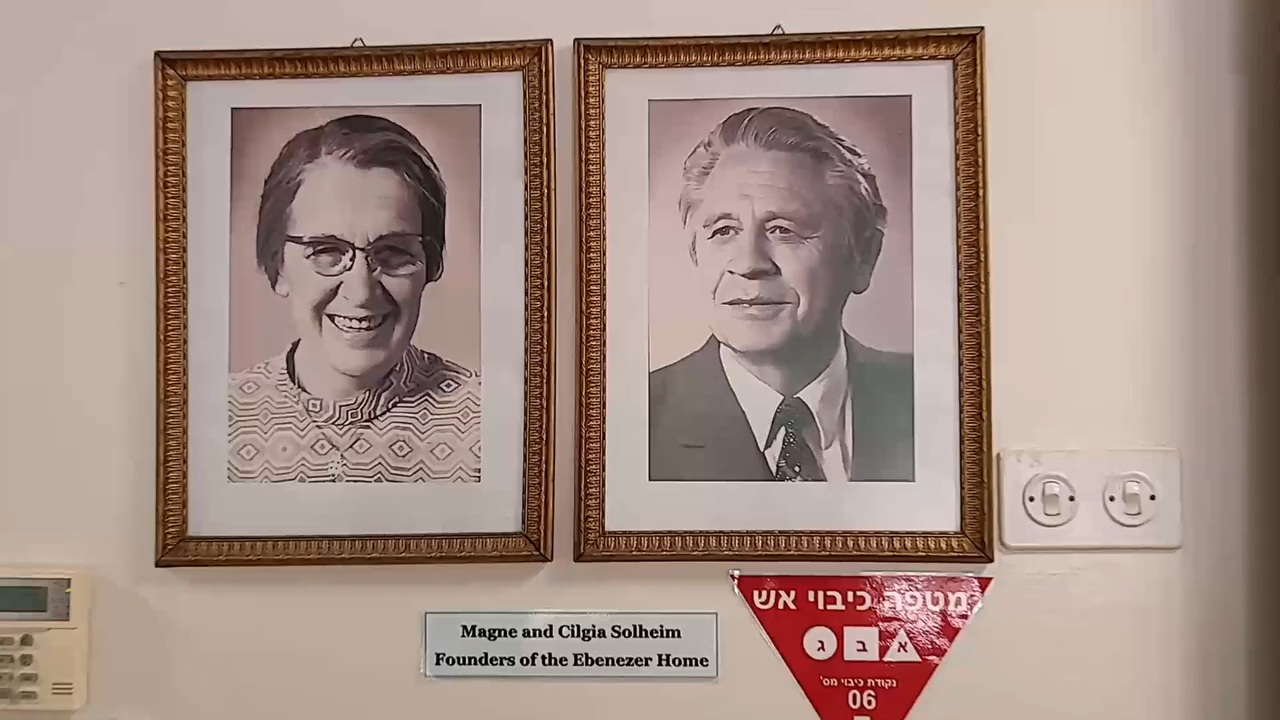 Magne and Cilgia Solheim
Founders of the Ebenezer Home
מטפה כיבוי אש
א ב ג
נקודת כיבוי מס'
06